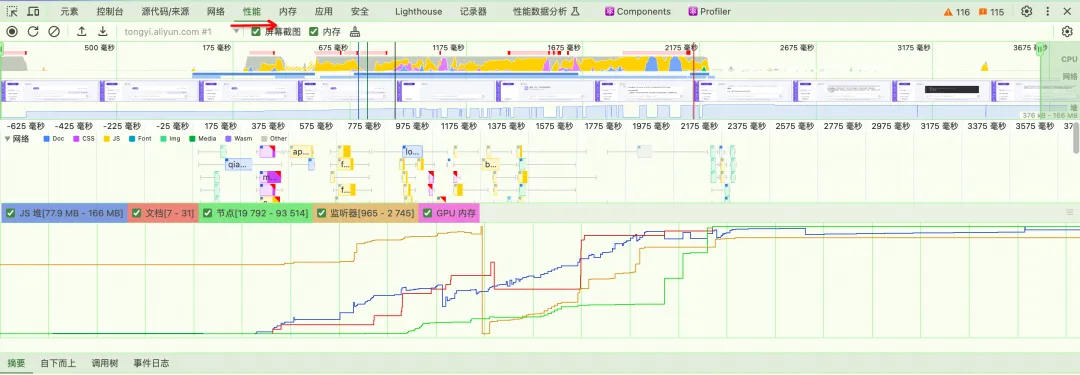 元素 控制台 源代码/来源 网络 性能 内存 应用 安全 Lighthouse 记录器 性能数据分析 Components Profiler 116 115
tongyi.aliyun.com #1 屏幕截图 内存
500 毫秒 175 毫秒 675 毫秒 1175 毫秒 1675 毫秒 2175 毫秒 2675 毫秒 3175 毫秒 3675 毫秒
CPU
网络
堆
376 kB - 166 MB
-625 毫秒 -425 毫秒 -225 毫秒 -25 毫秒 175 毫秒 375 毫秒 575 毫秒 775 毫秒 975 毫秒 1175 毫秒 1375 毫秒 1575 毫秒 1775 毫秒 1975 毫秒 2175 毫秒 2375 毫秒 2575 毫秒 2775 毫秒 2975 毫秒 3175 毫秒 3375 毫秒 3575 毫秒
网络 Doc CSS JS Font Img Media Wasm Other
ap... lo...
qia... f... b...
m...
f...
JS 堆[77.9 MB - 166 MB] 文档[7 - 31] 节点[19 792 - 93 514] 监听器[965 - 2 745] GPU 内存
摘要 自下而上 调用树 事件日志